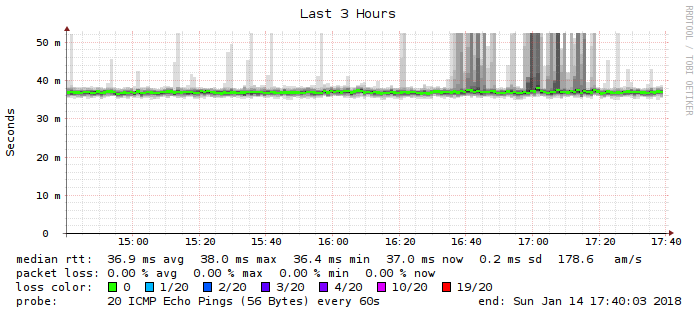 Last 3 Hours
RRDTOOL / TOBI OETIKER
Seconds
50 m
40 m
30 m
20 m
10 m
0
15:00 15:20 15:40 16:00 16:20 16:40 17:00 17:20 17:40
median rtt: 36.9 ms avg 38.0 ms max 36.4 ms min 37.0 ms now 0.2 ms sd 178.6 am/s
packet loss: 0.00 % avg 0.00 % max 0.00 % min 0.00 % now
loss color: 0 1/20 2/20 3/20 4/20 10/20 19/20
probe: 20 ICMP Echo Pings (56 Bytes) every 60s end: Sun Jan 14 17:40:03 2018